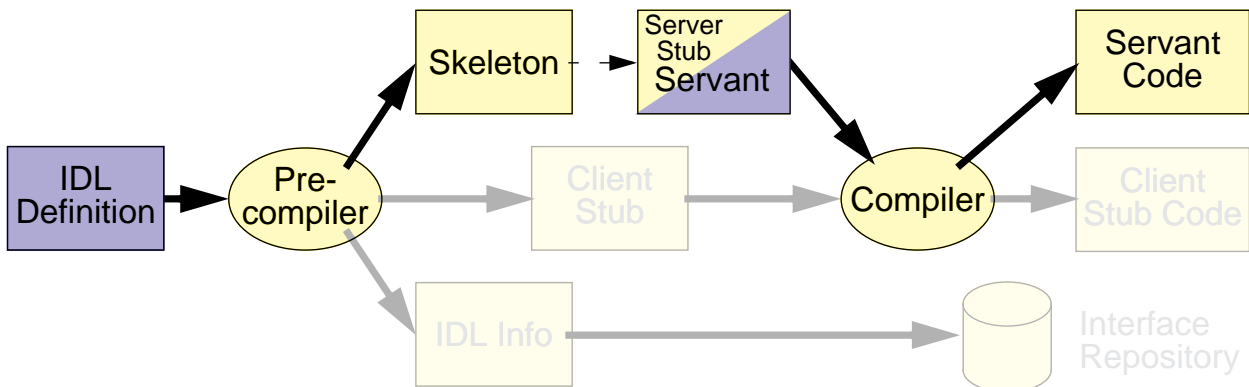 Skeleton
Server
Stub
Servant
Servant
Code
IDL
Definition
Pre-
compiler
Client
Stub
Compiler
Client
Stub Code
IDL Info
Interface
Repository